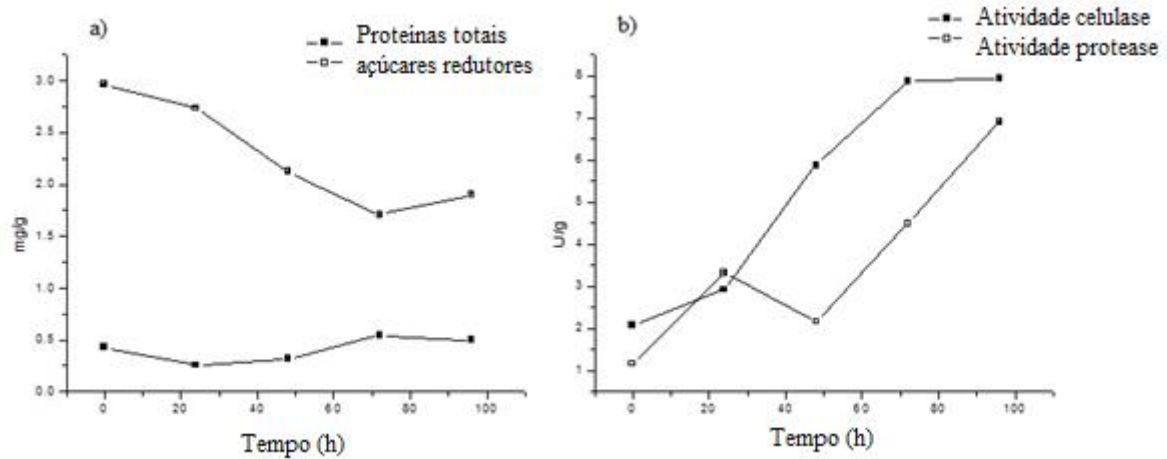 a)
Proteínas totais
açúcares redutores
3.0
2.5
2.0
1.5
1.0
0.5
0.0
mg/g
0 20 40 60 80 100
Tempo (h)
b)
Atividade celulase
Atividade protease
8
7
6
5
4
3
2
1
U/g
0 20 40 60 80 100
Tempo (h)